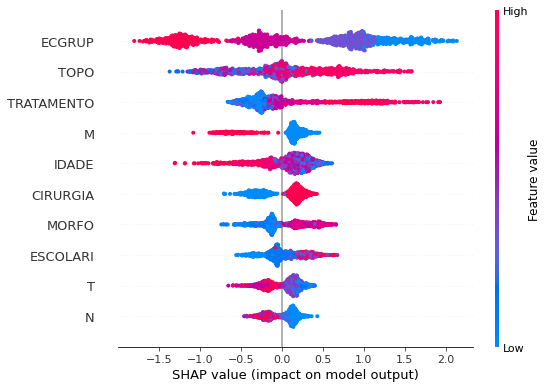 High
ECGRUP
TOPO
TRATAMENTO
M
IDADE
CIRURGIA
MORFO
ESCOLARI
T
N
Feature value
Low
−1.5 −1.0 −0.5 0.0 0.5 1.0 1.5 2.0
SHAP value (impact on model output)